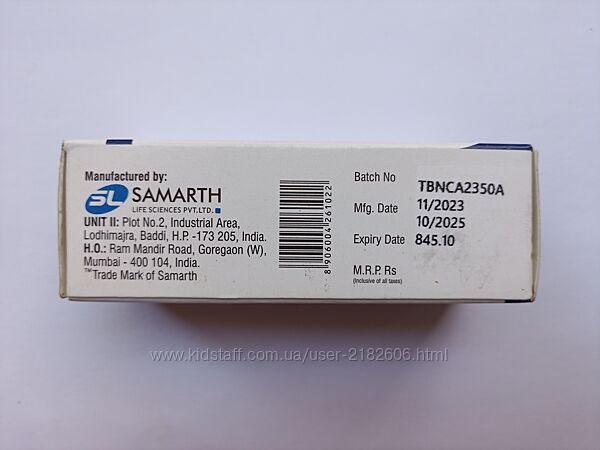 Manufactured by:
SL SAMARTH
LIFE SCIENCES PVT.LTD.
UNIT II: Plot No.2, Industrial Area,
Lodhimajra, Baddi, H.P. -173 205, India.
H.O.: Ram Mandir Road, Goregaon (W),
Mumbai - 400 104, India.
™Trade Mark of Samarth
8 906004 261022
Batch No TBNCA2350A
Mfg. Date 11/2023
10/2025
Expiry Date 845.10
M.R.P. Rs
(Inclusive of all taxes)
www.kidstaff.com.ua/user-2182606.html